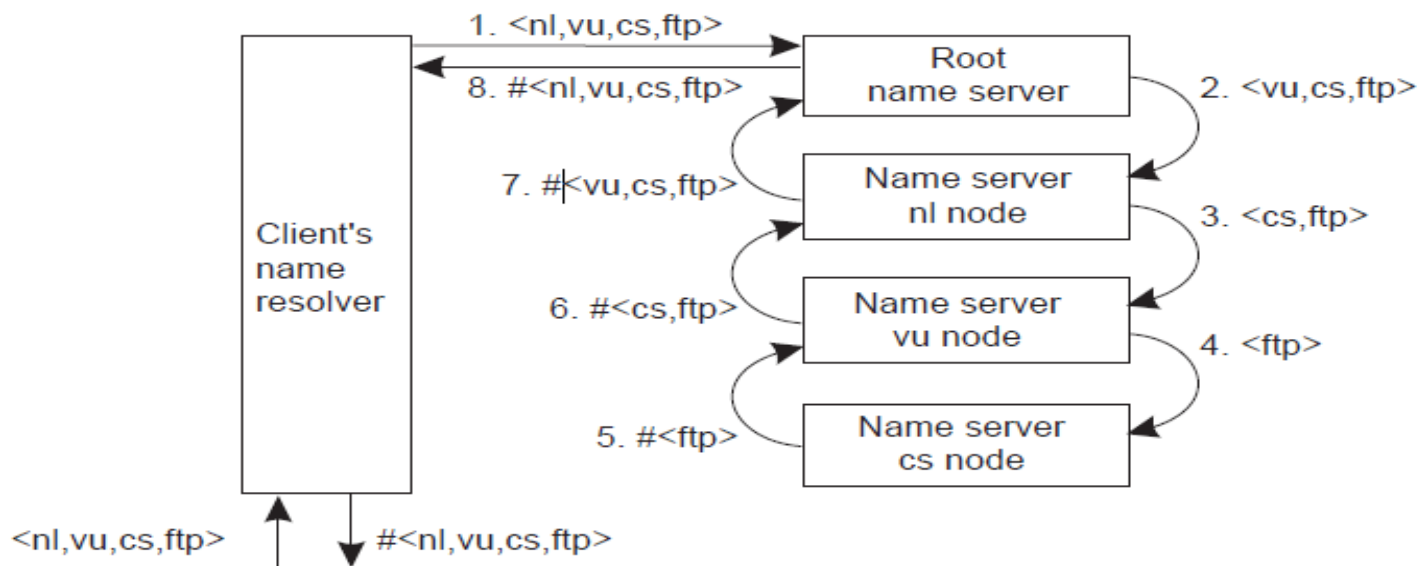 1. <nl,vu,cs,ftp>
Root
name server
8. #<nl,vu,cs,ftp>
2. <vu,cs,ftp>
Name server
nl node
7. #<vu,cs,ftp>
3. <cs,ftp>
Client's
name
resolver
Name server
vu node
6. #<cs,ftp>
4. <ftp>
Name server
cs node
5. #<ftp>
<nl,vu,cs,ftp>
#<nl,vu,cs,ftp>